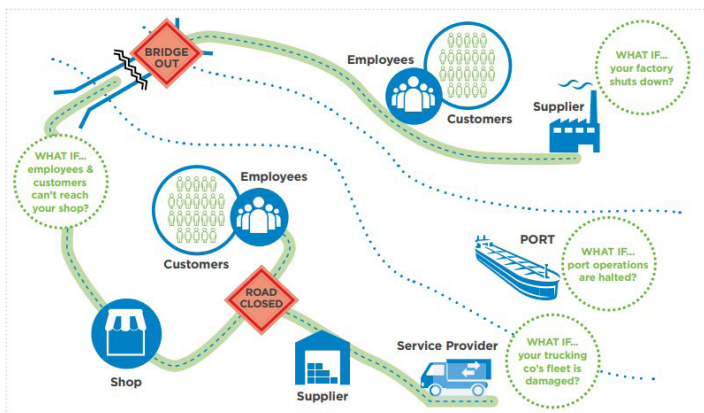 BRIDGE
OUT
Employees
Customers
Supplier
WHAT IF...
your factory
shuts down?
WHAT IF...
employees &
customers
can't reach
your shop?
Employees
Customers
ROAD
CLOSED
PORT
WHAT IF...
port operations
are halted?
Shop
Supplier
Service Provider
WHAT IF...
your trucking
co's fleet is
damaged?